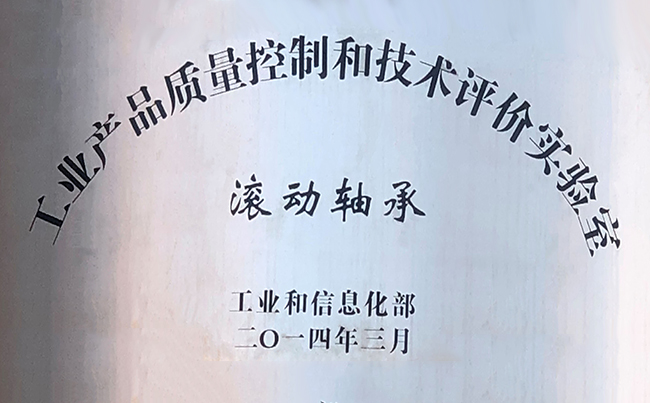 工业产品质量控制和技术评价实验室
滚动轴承
工业和信息化部
二O一四年三月